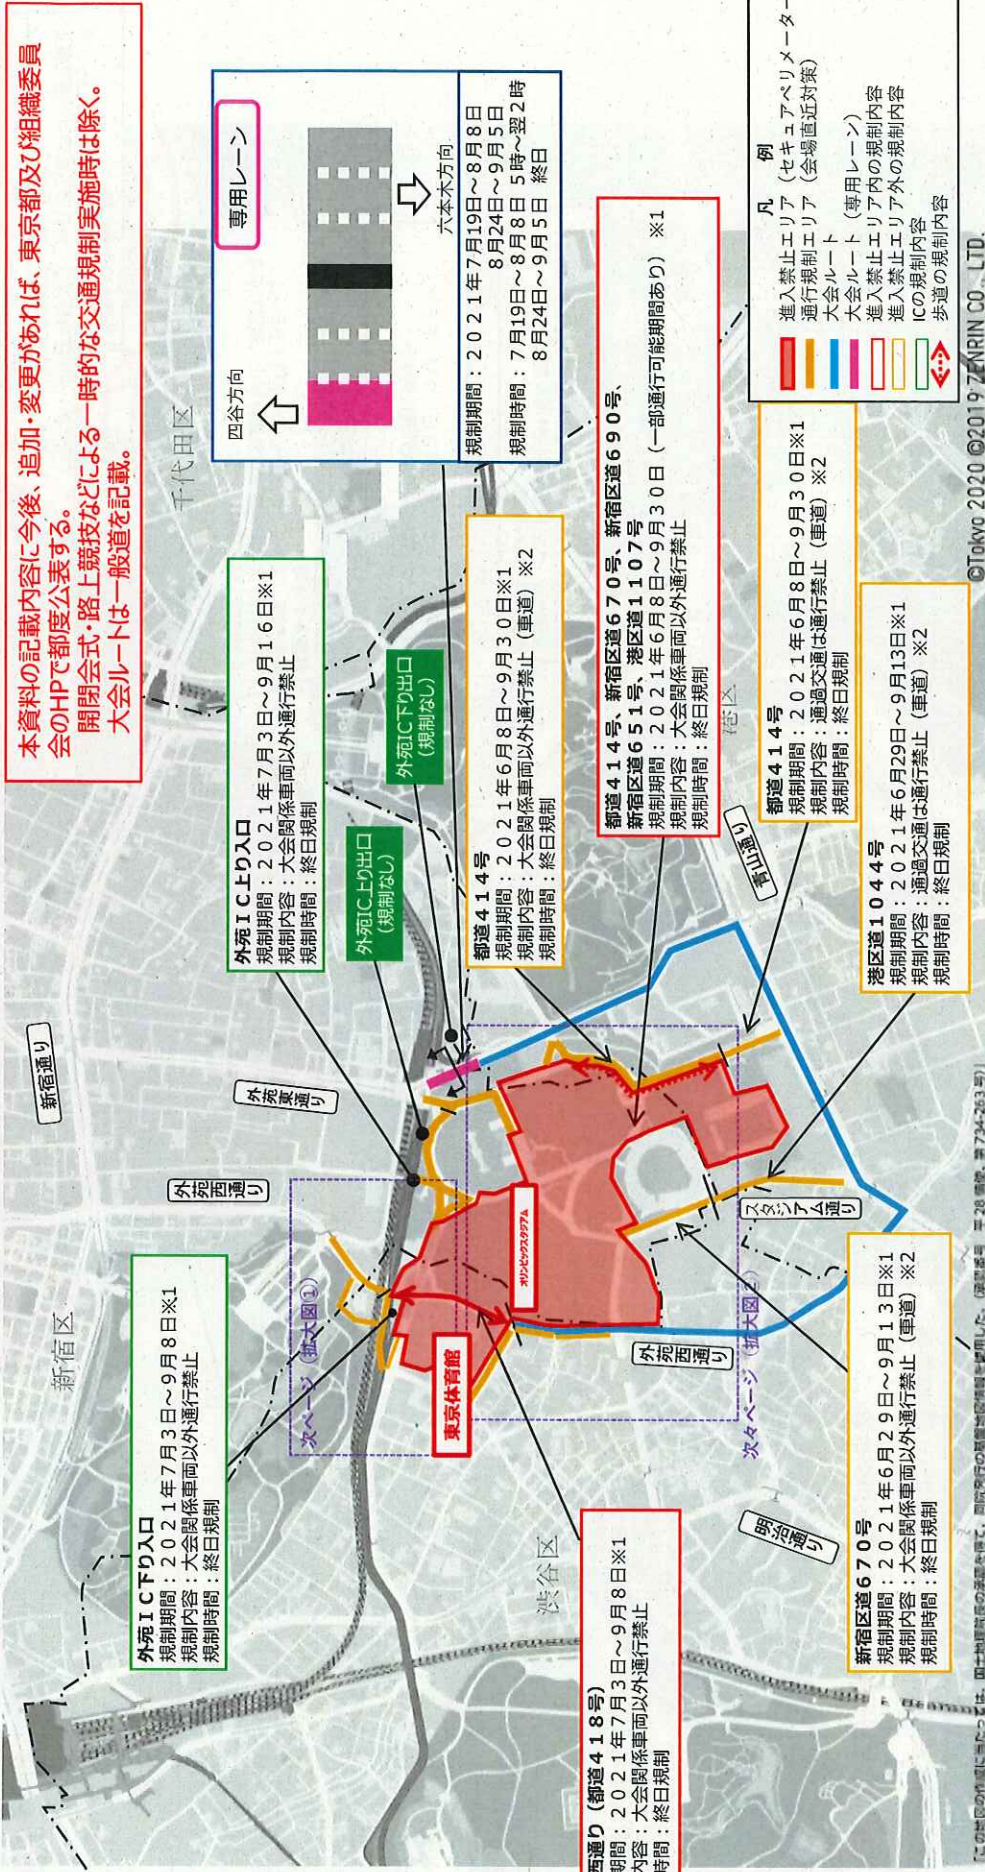 本資料の記載内容に今後、追加・変更があれば、東京都及び組織委員
会のHPで都度公表する。
開閉会式・路上競技などによる一時的な交通規制実施時は除く。
大会ルートは一般道を記載。
新宿区
新宿通り
千代田区
外苑IC下り入口
規制期間：2021年7月3日～9月8日※1
規制内容：大会関係車両以外通行禁止
規制時間：終日規制
外苑IC上り入口
規制期間：2021年7月3日～9月16日※1
規制内容：大会関係車両以外通行禁止
規制時間：終日規制
専用レーン
四谷方向
六本木方向
規制期間：2021年7月19日～8月8日
8月24日～9月5日
規制時間：7月19日～8月8日 5時～翌2時
8月24日～9月5日 終日
外苑西通り
外苑東通り
外苑IC上り出口
(規制なし)
外苑IC下り出口
(規制なし)
次ページ（拡大図①）
東京体育館
オリンピックスタジアム
都道414号
規制期間：2021年6月8日～9月30日※1
規制内容：大会関係車両以外通行禁止（車道）※2
規制時間：終日規制
都道414号、新宿区道670号、新宿区道690号、
新宿区道651号、港区道1107号
規制期間：2021年6月8日～9月30日（一部通行可能期間あり） ※1
規制内容：大会関係車両以外通行禁止
規制時間：終日規制
渋谷区
西通り（都道418号）
期間：2021年7月3日～9月8日※1
内容：大会関係車両以外通行禁止
時間：終日規制
外苑西通り
次々ページ（拡大図
明治通り
スタジアム通り
青山通り
港区
都道414号
規制期間：2021年6月8日～9月30日※1
規制内容：通過交通は通行禁止（車道）※2
規制時間：終日規制
新宿区道670号
規制期間：2021年6月29日～9月13日※1
規制内容：大会関係車両以外通行禁止（車道）※2
規制時間：終日規制
港区道1044号
規制期間：2021年6月29日～9月13日※1
規制内容：通過交通は通行禁止（車道）※2
規制時間：終日規制
凡 例
進入禁止エリア（セキュアペリメーター
通行規制エリア（会場直近対策）
大会ルート
大会ルート （専用レーン）
進入禁止エリア内の規制内容
進入禁止エリア外の規制内容
ICの規制内容
歩道の規制内容
©Tokyo 2020 ©2019 ZENRIN CO., LTD.